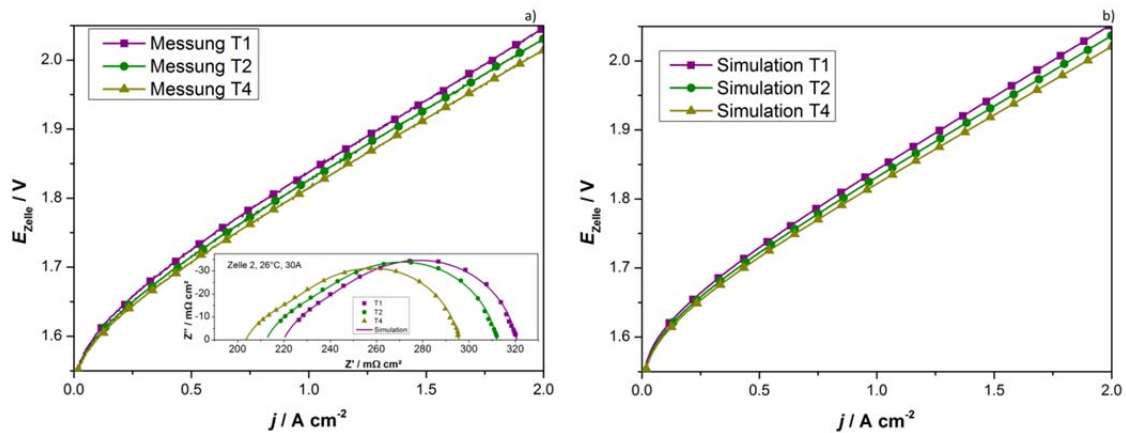 a)
Messung T1
Messung T2
Messung T4
2.0
1.9
1.8
1.7
1.6
E_Zelle / V
0.0
0.5
1.0
1.5
2.0
j / A cm⁻²
Zelle 2, 26°C, 30A
T1
T2
T4
Simulation
-30
-20
-10
0
Z'' / mΩ cm²
200
220
240
260
280
300
320
Z' / mΩ cm²
b)
Simulation T1
Simulation T2
Simulation T4
2.0
1.9
1.8
1.7
1.6
E_Zelle / V
0.0
0.5
1.0
1.5
2.0
j / A cm⁻²